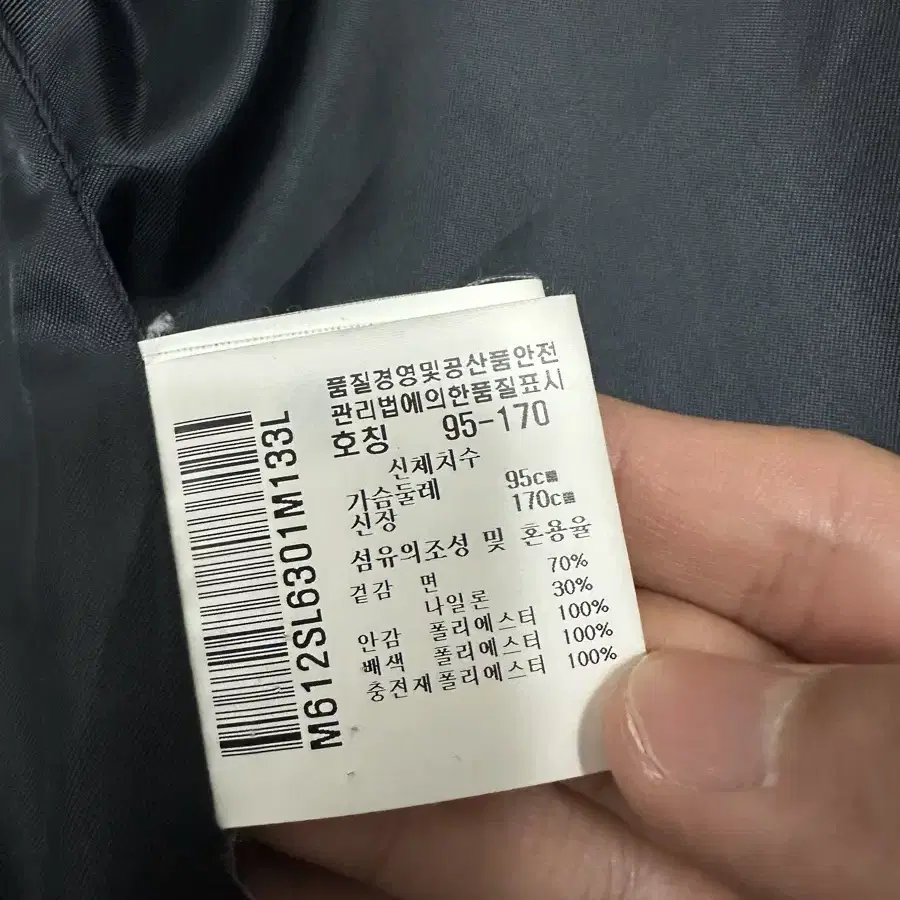 품질경영및공산품안전
관리법에의한품질표시
호칭 95-170
신체치수
가슴둘레 95cm
신장 170cm
섬유의조성 및 혼용율
겉감 면 70%
나일론 30%
안감 폴리에스터 100%
배색 폴리에스터 100%
충전재폴리에스터 100%
M612SL6301M133L